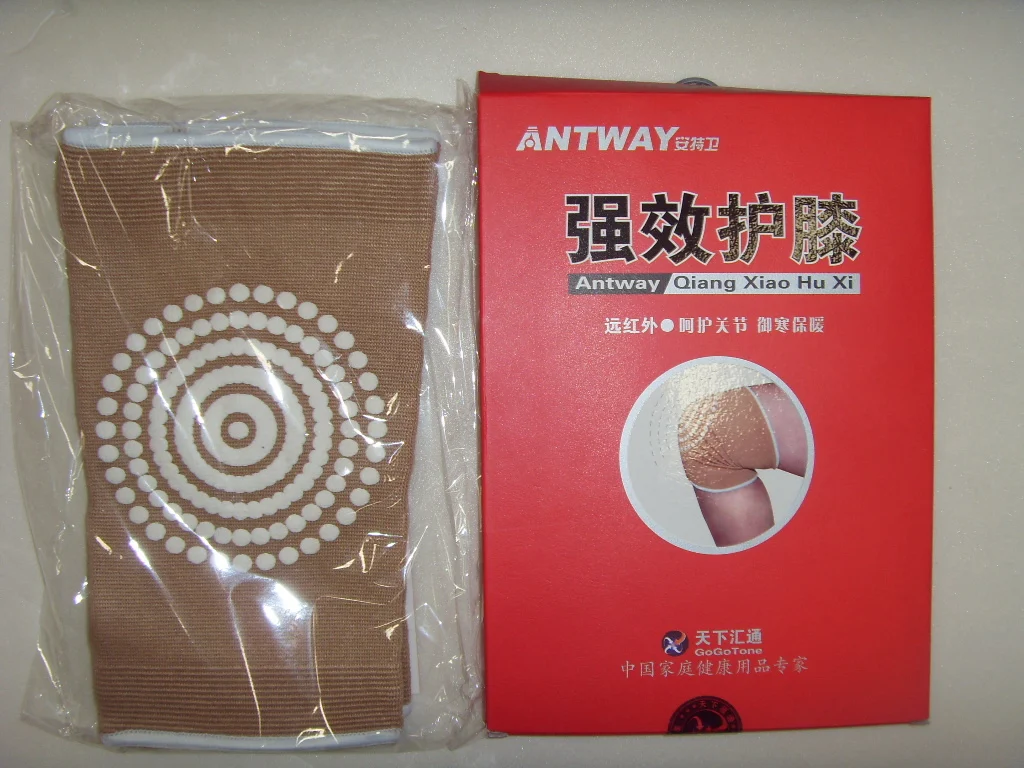 ANTWAY安特卫
强效护膝
Antway Qiang Xiao Hu Xi
远红外●呵护关节 御寒保暖
天下汇通
GoGoTone
中国家庭健康用品专家